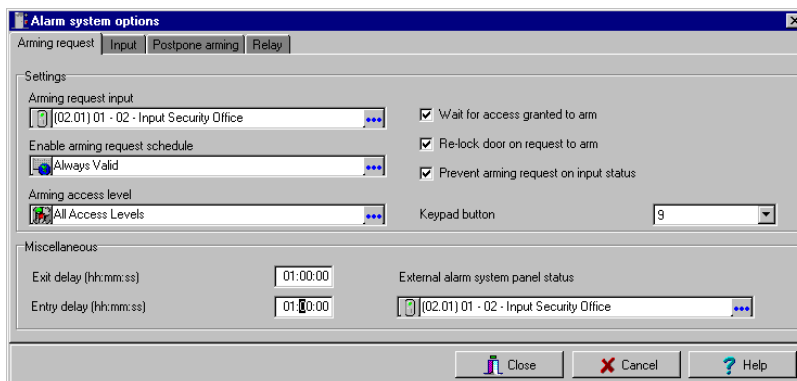 Alarm system options
Arming request Input Postpone arming Relay
Settings
Arming request input
(02.01) 01 - 02 - Input Security Office
Wait for access granted to arm
Enable arming request schedule
Re-lock door on request to arm
Always Valid
Prevent arming request on input status
Arming access level
All Access Levels
Keypad button 9
Miscellaneous
Exit delay (hh:mm:ss) 01:00:00 External alarm system panel status
Entry delay (hh:mm:ss) 01:00:00 (02.01) 01 - 02 - Input Security Office
Close Cancel Help